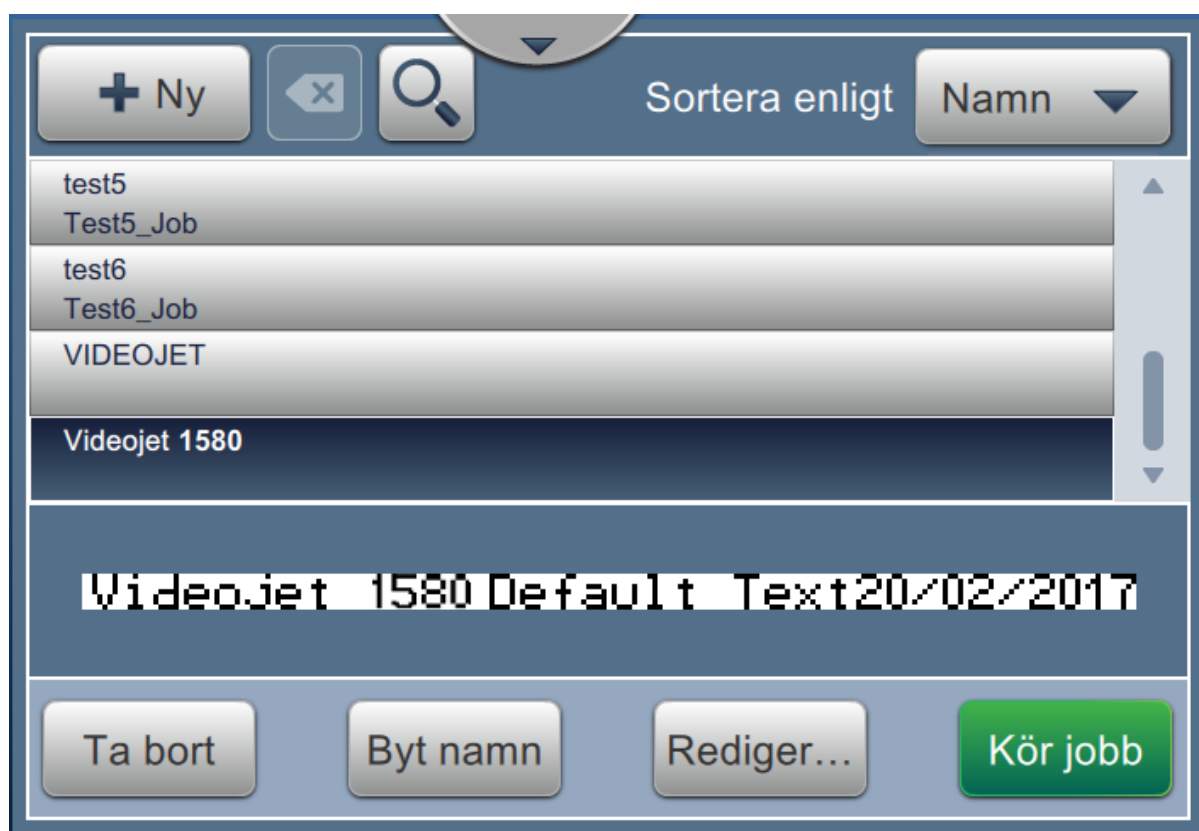 Ny
Sortera enligt
Namn
test5
Test5_Job
test6
Test6_Job
VIDEOJET
Videojet 1580
Videojet 1580 Default Text20/02/2017
Ta bort
Byt namn
Rediger...
Kör jobb